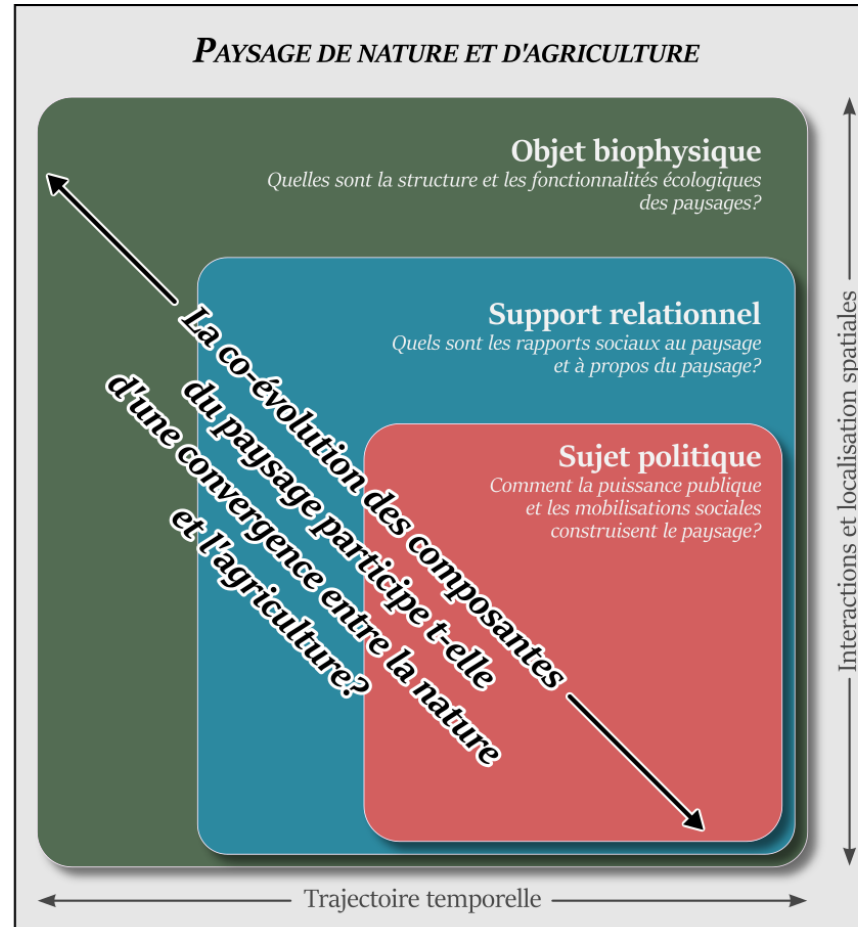 PAYSAGE DE NATURE ET D'AGRICULTURE
Objet biophysique
Quelles sont la structure et les fonctionnalités écologiques
des paysages?
Support relationnel
Quels sont les rapports sociaux au paysage
et à propos du paysage?
Sujet politique
Comment la puissance publique
et les mobilisations sociales
construisent le paysage?
La co-évolution des composantes
du paysage participe t-elle
d'une convergence entre la nature
et l'agriculture?
Interactions et localisation spatiales
Trajectoire temporelle